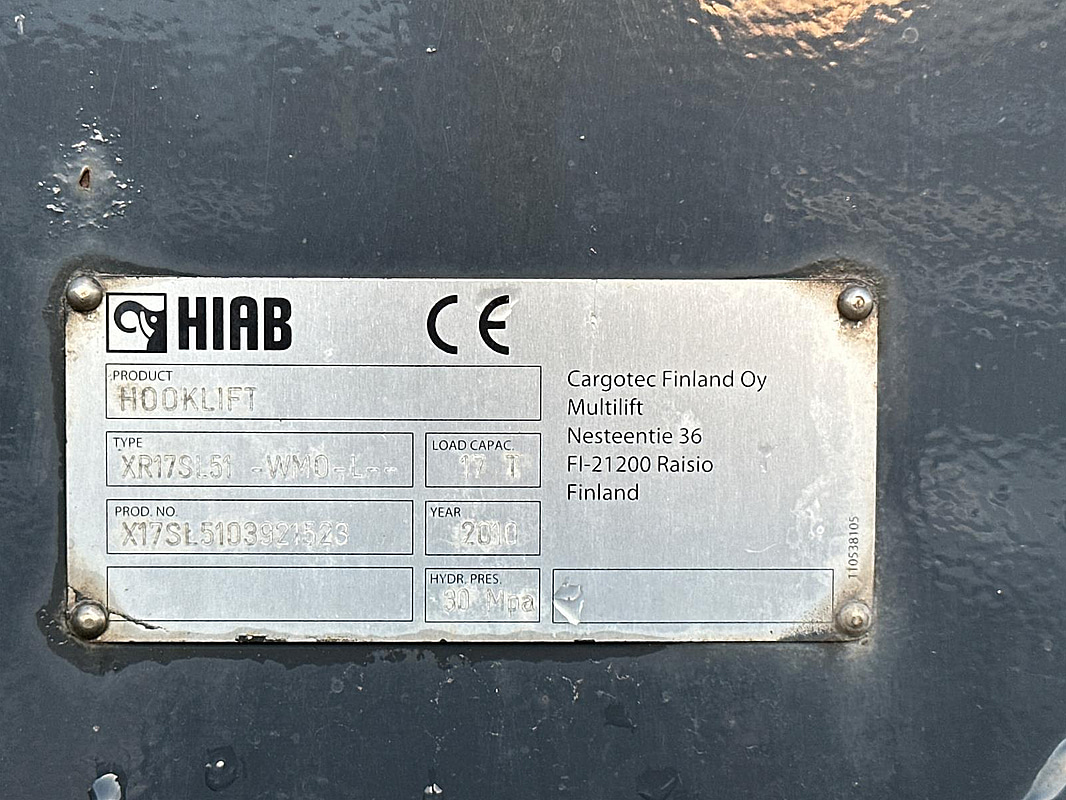 HIAB CE
PRODUCT
HOOKLIFT
TYPE
XR17SL51 -WM0-L--
LOAD CAPAC.
17 T
PROD. NO.
X17SL5103921523
YEAR
2010
HYDR. PRES.
30 Mpa
Cargotec Finland Oy
Multilift
Nesteentie 36
FI-21200 Raisio
Finland
110538105